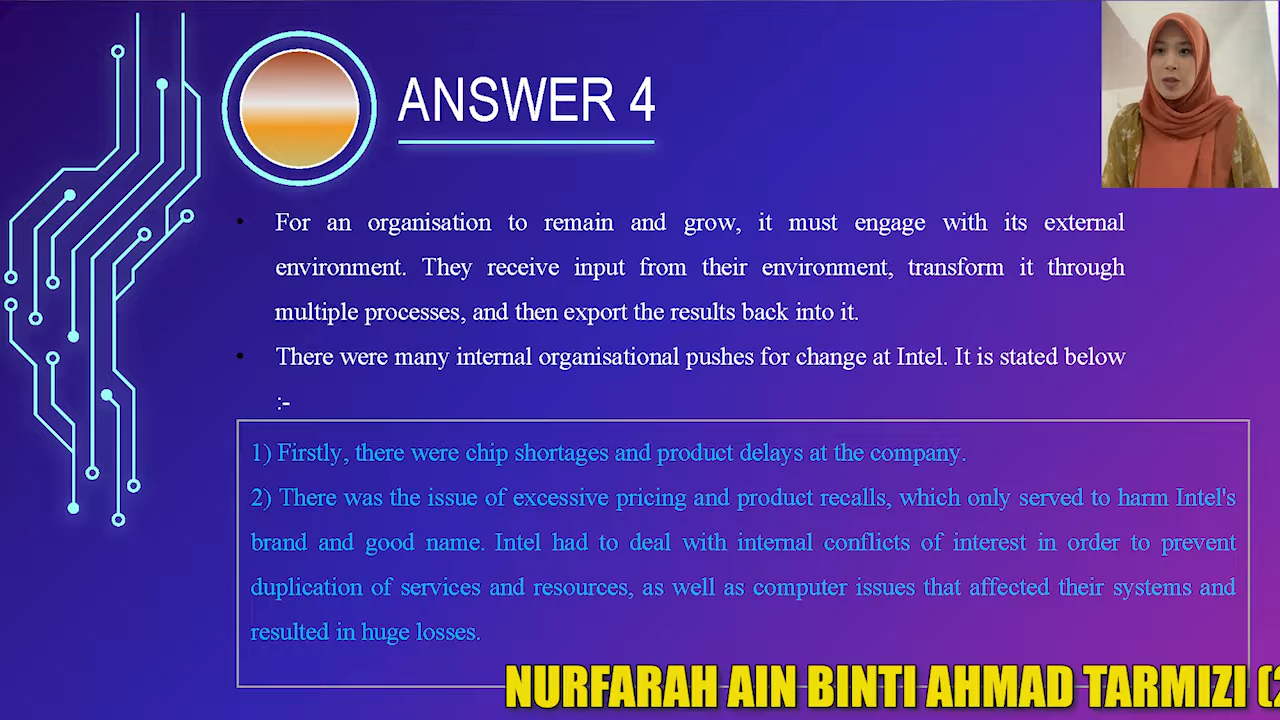 ANSWER 4
• For an organisation to remain and grow, it must engage with its external
environment. They receive input from their environment, transform it through
multiple processes, and then export the results back into it.
• There were many internal organisational pushes for change at Intel. It is stated below
:-
1) Firstly, there were chip shortages and product delays at the company.
2) There was the issue of excessive pricing and product recalls, which only served to harm Intel's
brand and good name. Intel had to deal with internal conflicts of interest in order to prevent
duplication of services and resources, as well as computer issues that affected their systems and
resulted in huge losses.
NURFARAH AIN BINTI AHMAD TARMIZI (2